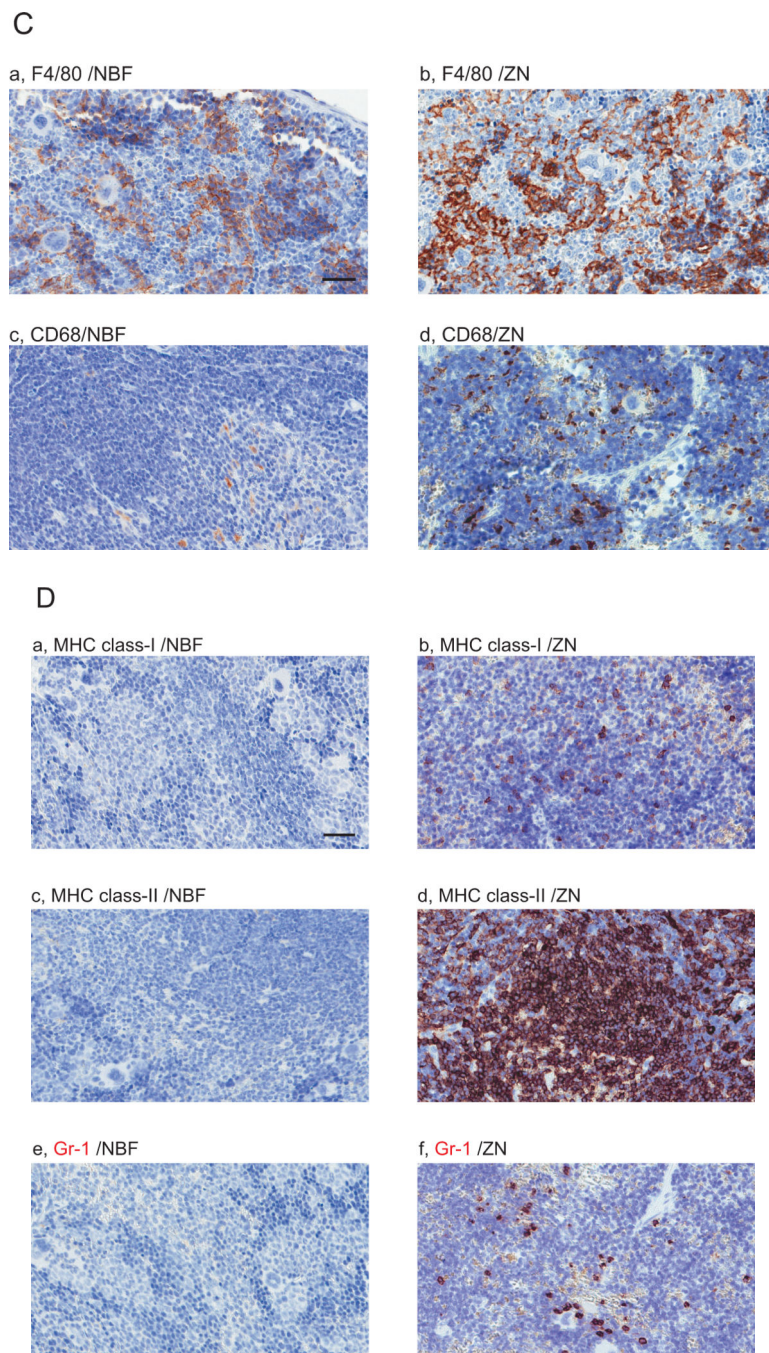 C
a, F4/80 /NBF
b, F4/80 /ZN
c, CD68/NBF
d, CD68/ZN
D
a, MHC class-I /NBF
b, MHC class-I /ZN
c, MHC class-II /NBF
d, MHC class-II /ZN
e, Gr-1 /NBF
f, Gr-1 /ZN